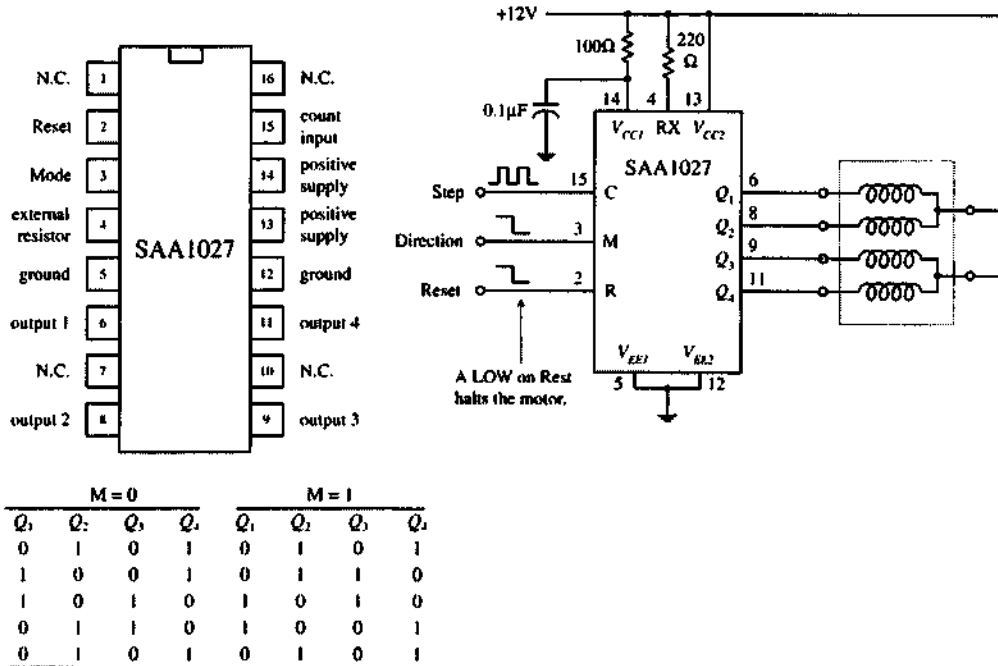 N.C. 1 16 N.C.
Reset 2 15 count
input
Mode 3 14 positive
supply
external
resistor 4 13 positive
supply
SAA1027
ground 5 12 ground
output 1 6 11 output 4
N.C. 7 10 N.C.
output 2 8 9 output 3
+12V
100Ω 220
Ω
0.1μF
14 4 13
VCC1 RX VCC2
SAA1027
Step 15 C
Direction 3 M
Reset 2 R
Q1 6
Q2 8
Q3 9
Q4 11
VEE1 VEE2
5 12
A LOW on Rest
halts the motor.
M = 0 M = 1
Q1 Q2 Q3 Q4 Q1 Q2 Q3 Q4
0 1 0 1 0 1 0 1
1 0 0 1 0 1 1 0
1 0 1 0 1 0 1 0
0 1 1 0 1 0 0 1
0 1 0 1 0 1 0 1